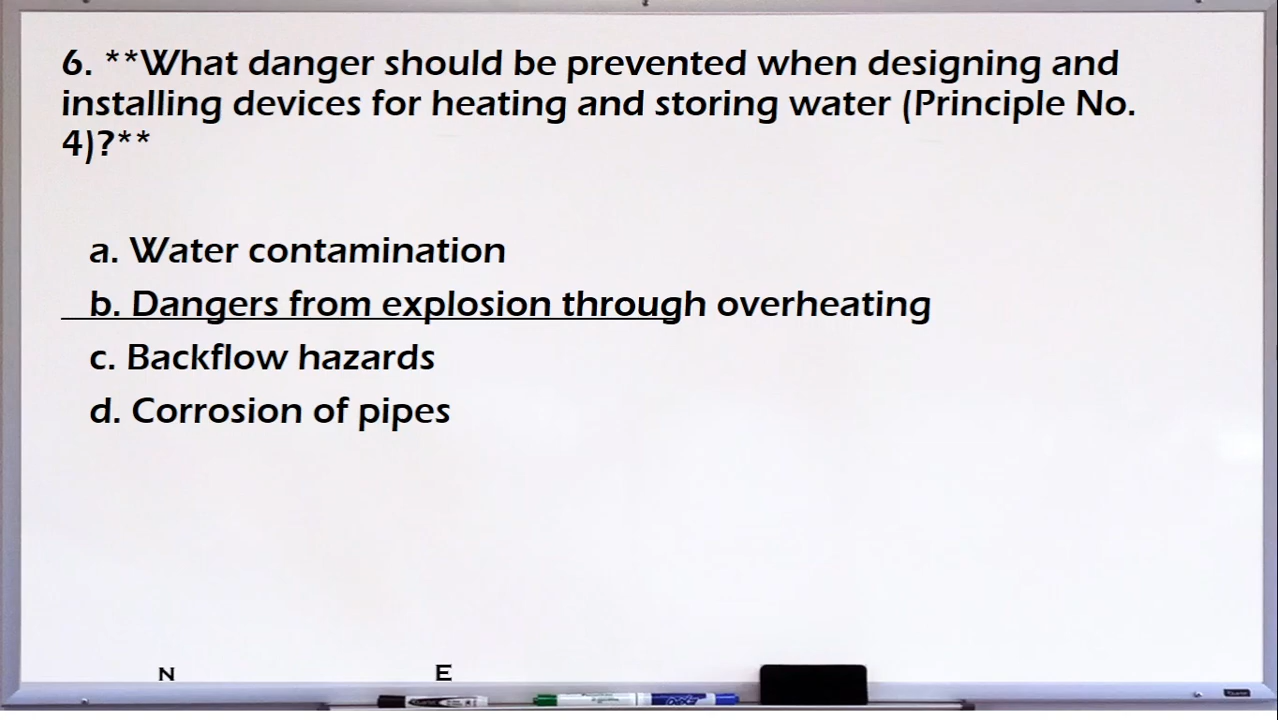 6. **What danger should be prevented when designing and
installing devices for heating and storing water (Principle No.
4)?**
a. Water contamination
b. Dangers from explosion through overheating
c. Backflow hazards
d. Corrosion of pipes
N E